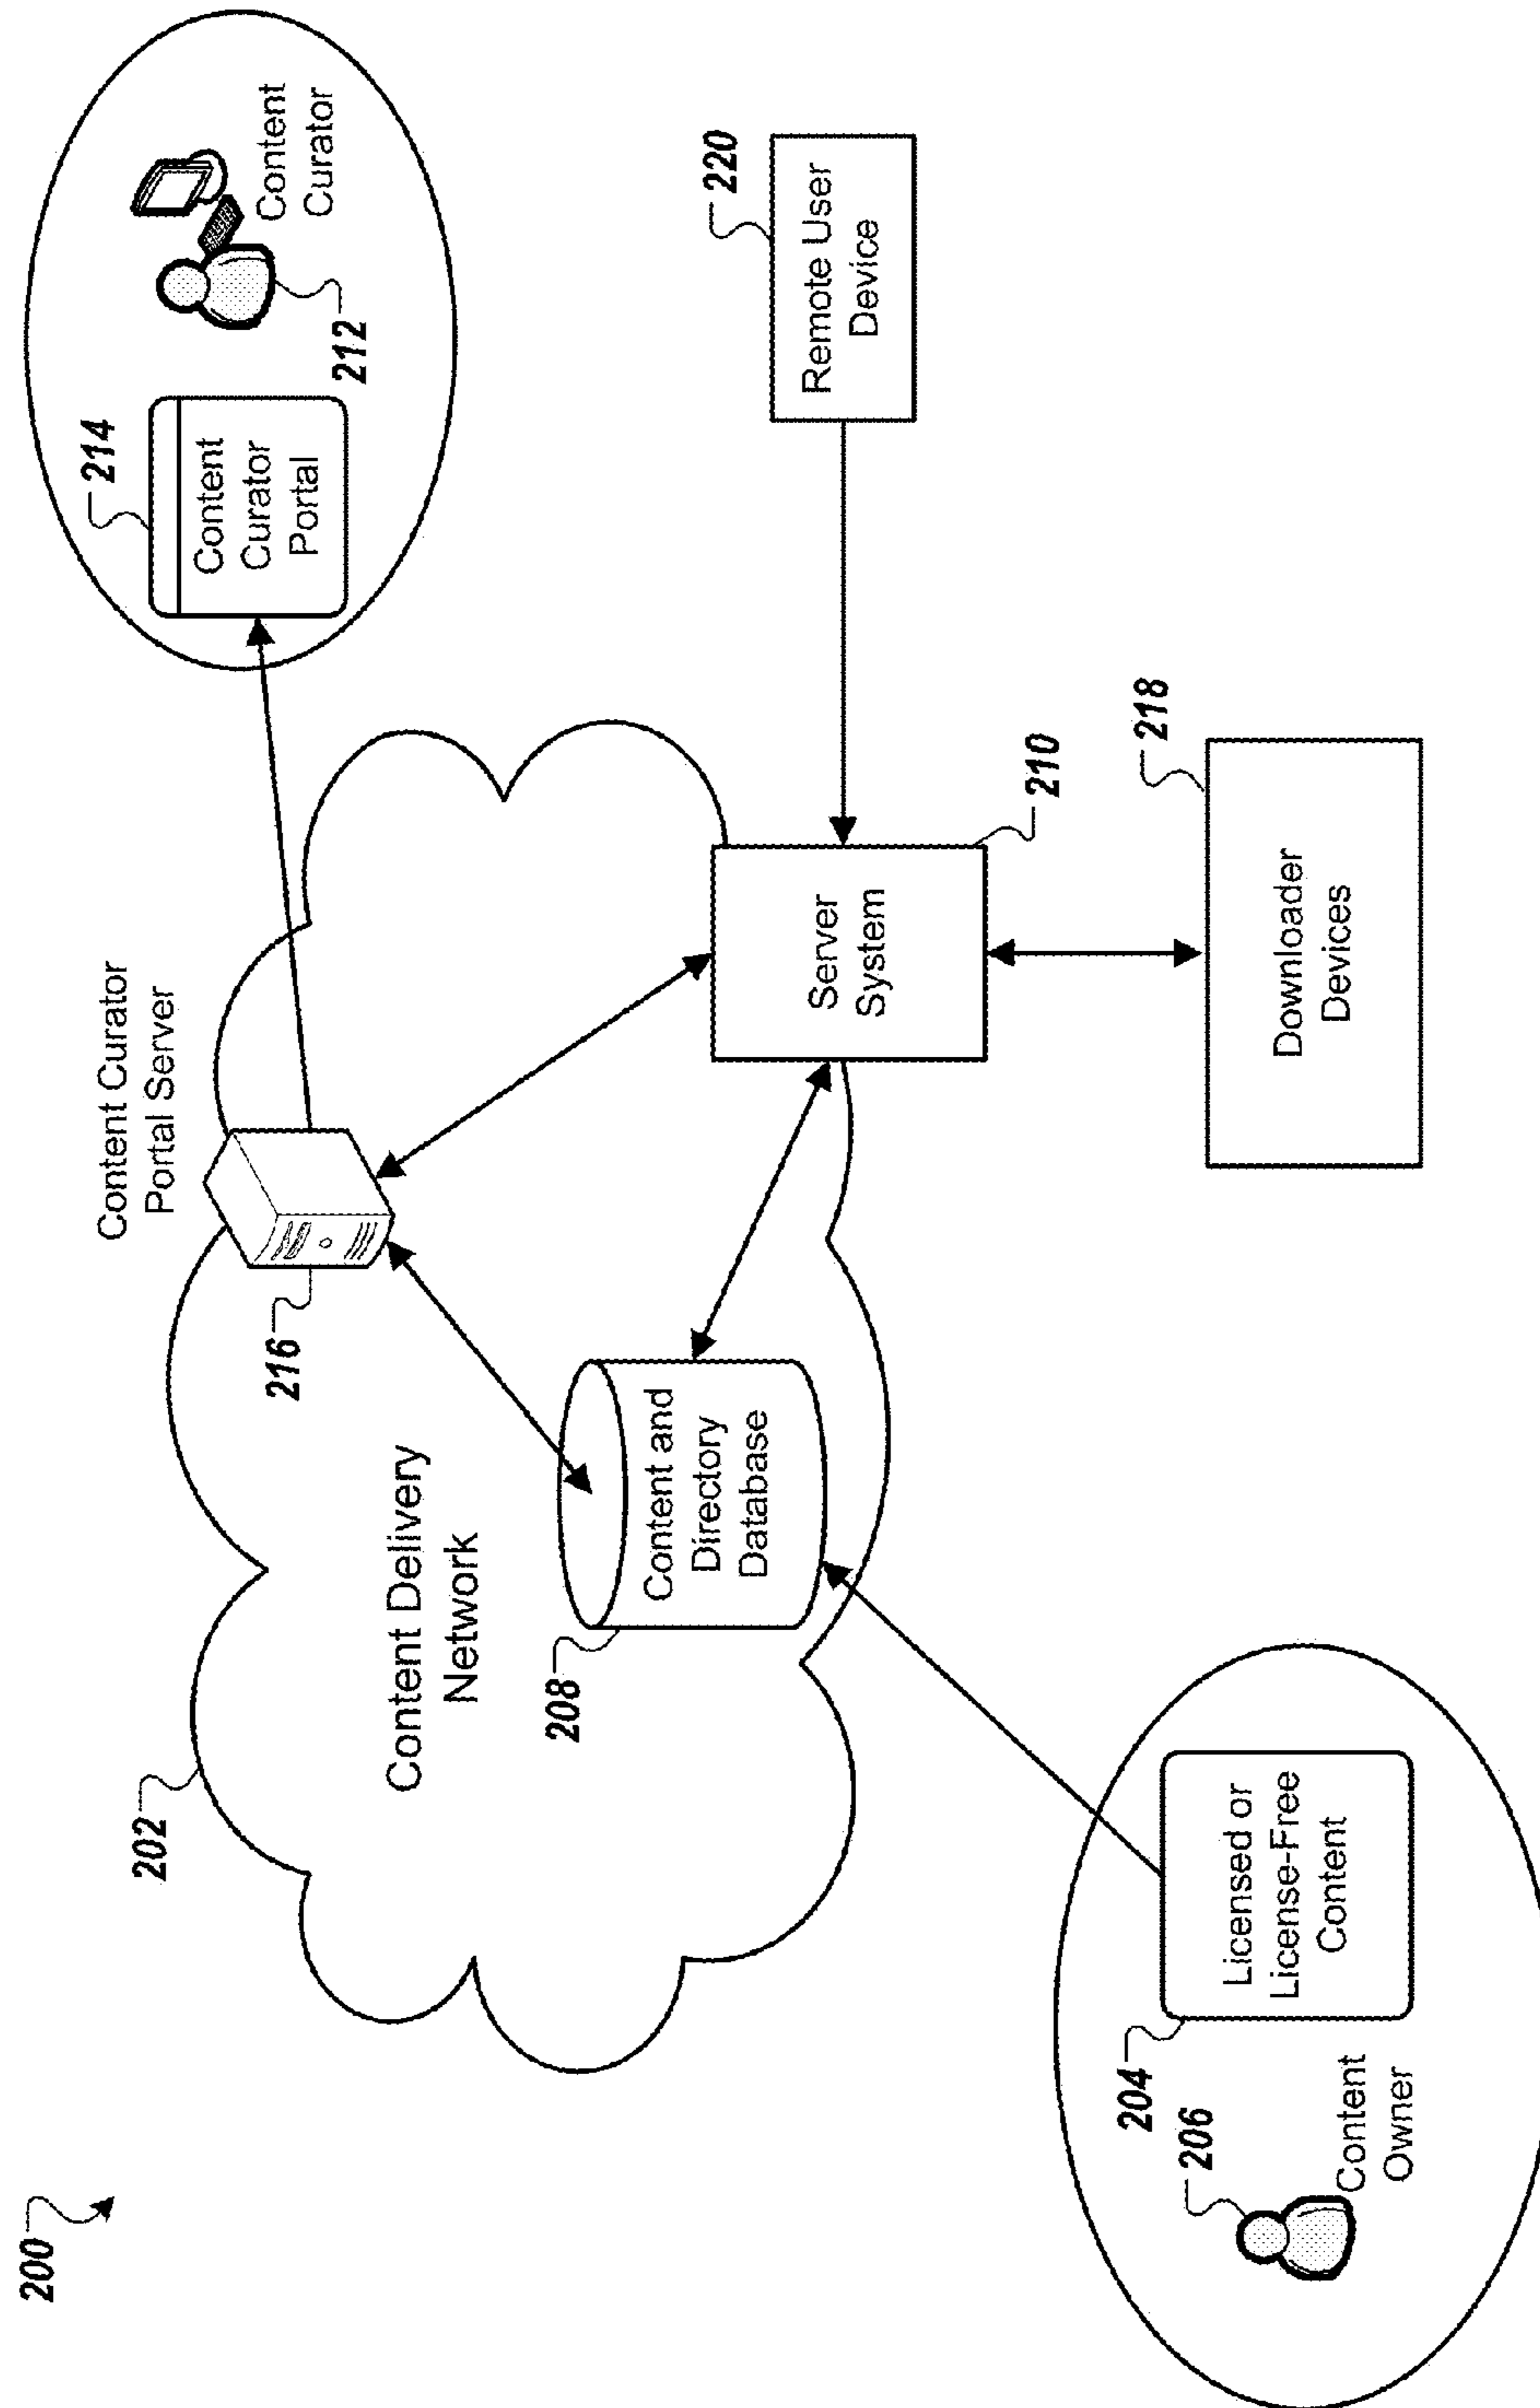 200
202
Content Delivery
Network
Content Curator
Portal Server
216
214
Content
Curator
Portal
212
Content
Curator
208
Content and
Directory
Database
Server
System
210
220
Remote User
Device
204
Licensed or
License-Free
Content
206
Content
Owner
218
Downloader
Devices